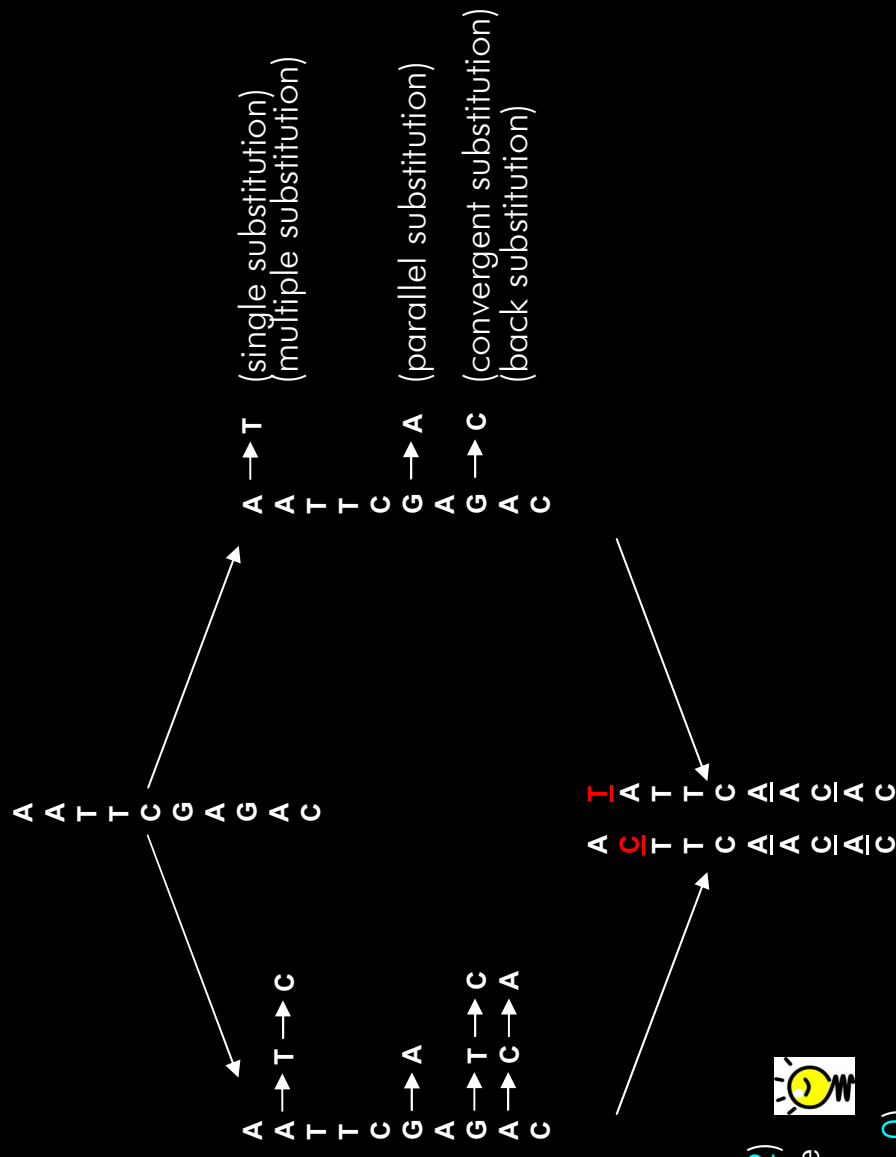 A
A
T
T
C
G
A
G
A
C
A A → T (single substitution)
A → T → C A (multiple substitution)
T T
T T
C C
G → A G → A (parallel substitution)
A A
G → T → C G → C (convergent substitution)
A → C → A A (back substitution)
C C
A T
C A
T T
T T
C C
A A
A A
C C
A A
C C